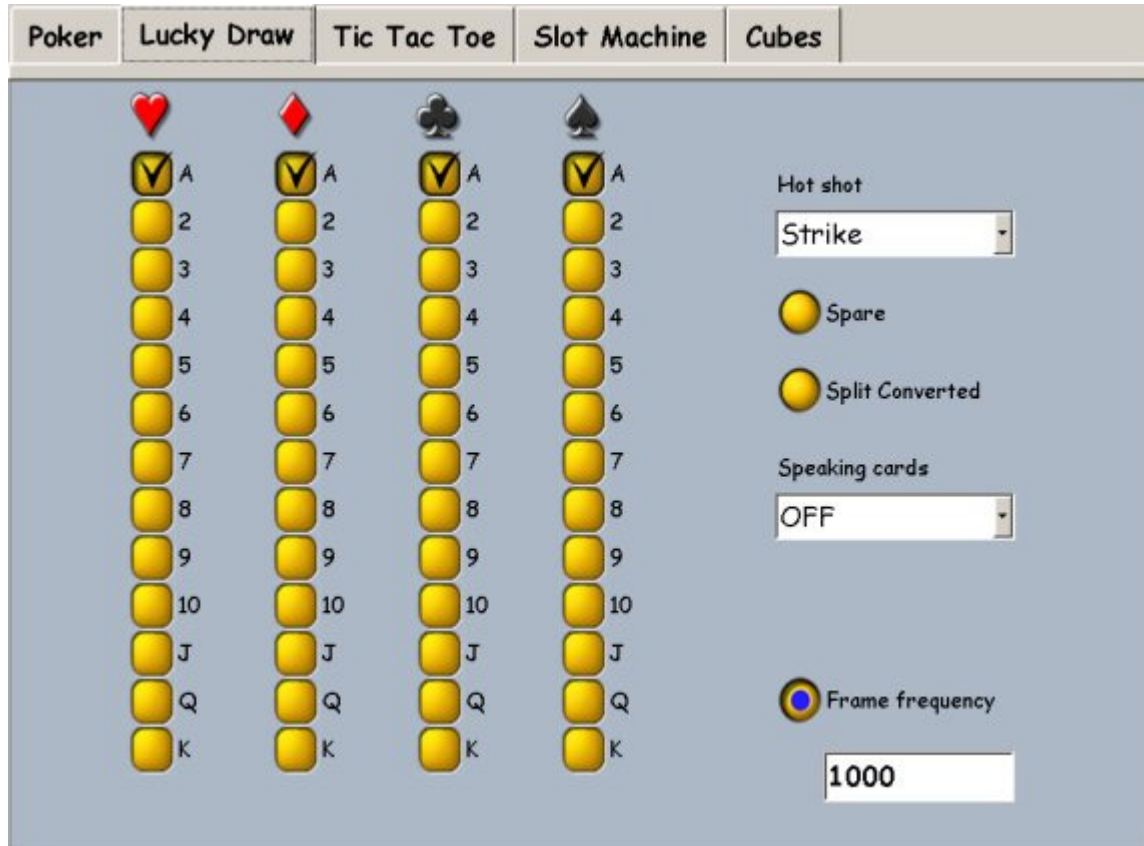 Poker Lucky Draw Tic Tac Toe Slot Machine Cubes
A A A A
2 2 2 2
3 3 3 3
4 4 4 4
5 5 5 5
6 6 6 6
7 7 7 7
8 8 8 8
9 9 9 9
10 10 10 10
J J J J
Q Q Q Q
K K K K
Hot shot
Strike
Spare
Split Converted
Speaking cards
OFF
Frame frequency
1000